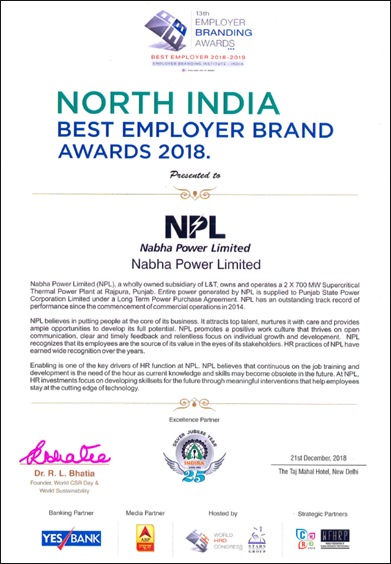 13th
EMPLOYER
BRANDING
AWARDS
BEST EMPLOYER 2018-2019
EMPLOYER BRANDING INSTITUTE - INDIA
NORTH INDIA
BEST EMPLOYER BRAND
AWARDS 2018.
Presented to
NPL
Nabha Power Limited
Nabha Power Limited
Nabha Power Limited (NPL), a wholly owned subsidiary of L&T, owns and operates a 2 X 700 MW Supercritical
Thermal Power Plant at Rajpura, Punjab. Entire power generated by NPL is supplied to Punjab State Power
Corporation Limited under a Long Term Power Purchase Agreement. NPL has an outstanding track record of
performance since the commencement of commercial operations in 2014.
NPL believes in putting people at the core of its business. It attracts top talent, nurtures it with care and provides
ample opportunities to develop its full potential. NPL promotes a positive work culture that thrives on open
communication, clear and timely feedback and relentless focus on individual growth and development. NPL
recognizes that its employees are the source of its value in the eyes of its stakeholders. HR practices of NPL have
earned wide recognition over the years.
Enabling is one of the key drivers of HR function at NPL. NPL believes that continuous on the job training and
development is the need of the hour as current knowledge and skills may become obsolete in the future. At NPL,
HR investments focus on developing skillsets for the future through meaningful interventions that help employees
stay at the cutting edge of technology.
Excellence Partner
SILVER JUBILEE YEAR
25
Dr. R. L. Bhatia
Founder, World CSR Day &
World Sustainability
21st December, 2018
The Taj Mahal Hotel, New Delhi
Banking Partner
Media Partner
Hosted by
Strategic Partners
YES BANK
ABP
WORLD
HRD
CONGRESS
STARS
GROUP